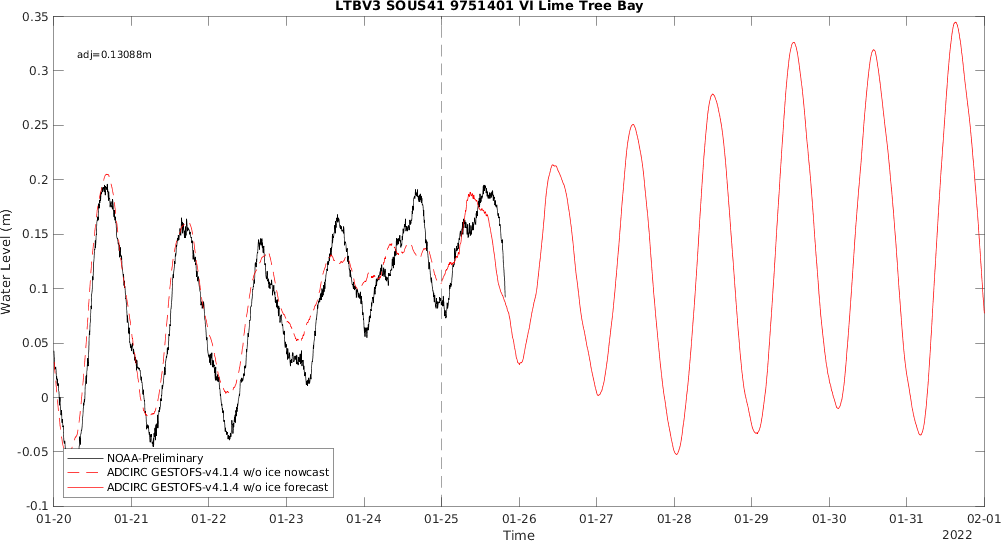 LTBV3 SOUS41 9751401 VI Lime Tree Bay
adj=0.13088m
Water Level (m)
0.35
0.3
0.25
0.2
0.15
0.1
0.05
0
-0.05
-0.1
NOAA-Preliminary
ADCIRC GESTOFS-v4.1.4 w/o ice nowcast
ADCIRC GESTOFS-v4.1.4 w/o ice forecast
01-20 01-21 01-22 01-23 01-24 01-25 01-26 01-27 01-28 01-29 01-30 01-31 02-01
Time
2022